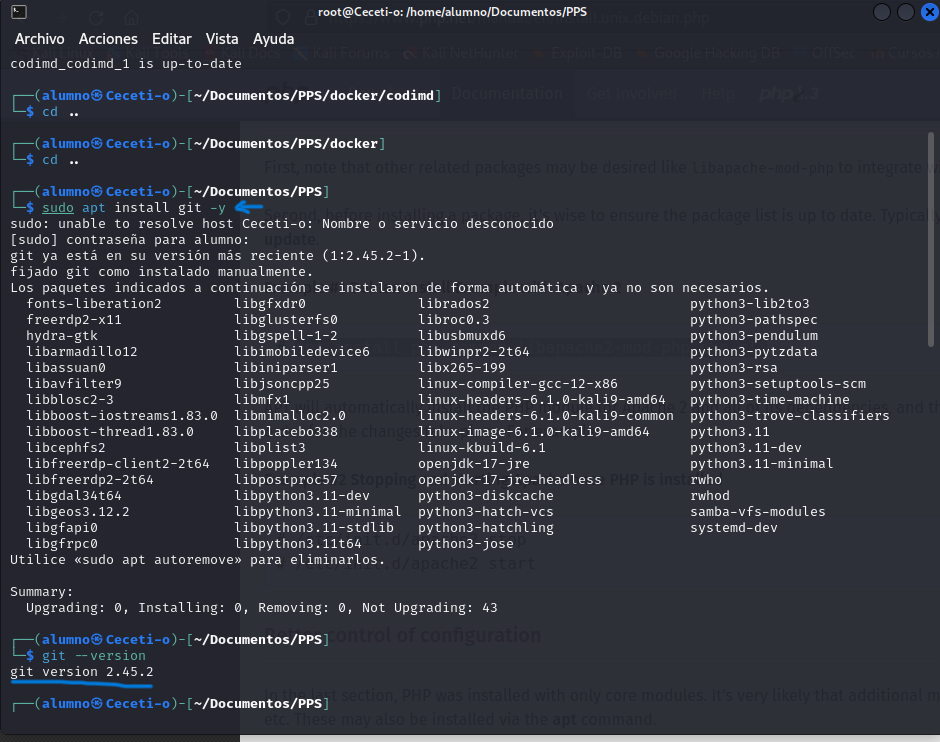 root@Ceceti-o: /home/alumno/Documentos/PPS
Archivo Acciones Editar Vista Ayuda
codimd_codimd_1 is up-to-date
┌──(alumno㉿Ceceti-o)-[~/Documentos/PPS/docker/codimd]
└─$ cd ..
┌──(alumno㉿Ceceti-o)-[~/Documentos/PPS/docker]
└─$ cd ..
┌──(alumno㉿Ceceti-o)-[~/Documentos/PPS]
└─$ sudo apt install git -y
sudo: unable to resolve host Ceceti-o: Nombre o servicio desconocido
[sudo] contraseña para alumno:
git ya está en su versión más reciente (1:2.45.2-1).
fijado git como instalado manualmente.
Los paquetes indicados a continuación se instalaron de forma automática y ya no son necesarios.
fonts-liberation2 libgfxdr0 librados2 python3-lib2to3
freerdp2-x11 libglusterfs0 libroc0.3 python3-pathspec
hydra-gtk libgspell-1-2 libusbmuxd6 python3-pendulum
libarmadillo12 libimobiledevice6 libwinpr2-2t64 python3-pytzdata
libassuan0 libiniparser1 libx265-199 python3-rsa
libavfilter9 libjsoncpp25 linux-compiler-gcc-12-x86 python3-setuptools-scm
libblosc2-3 libmfx1 linux-headers-6.1.0-kali9-amd64 python3-time-machine
libboost-iostreams1.83.0 libnimalloc2.0 linux-headers-6.1.0-kali9-common python3-trove-classifiers
libboost-thread1.83.0 libplacebo338 linux-image-6.1.0-kali9-amd64 python3.11
libcephfs2 libplist3 linux-kbuild-6.1 python3.11-dev
libfreerdp-client2-2t64 libpoppler134 openjdk-17-jre python3.11-minimal
libfreerdp2-2t64 libpostproc57 openjdk-17-jre-headless rwho
libgdal34t64 libpython3.11-dev python3-diskcache rwhod
libgeos3.12.2 libpython3.11-minimal python3-hatch-vcs samba-vfs-modules
libgfapi0 libpython3.11-stdlib python3-hatchling systemd-dev
libgfrpc0 libpython3.11t64 python3-jose
Utilice «sudo apt autoremove» para eliminarlos.
Summary:
Upgrading: 0, Installing: 0, Removing: 0, Not Upgrading: 43
┌──(alumno㉿Ceceti-o)-[~/Documentos/PPS]
└─$ git --version
git version 2.45.2
┌──(alumno㉿Ceceti-o)-[~/Documentos/PPS]